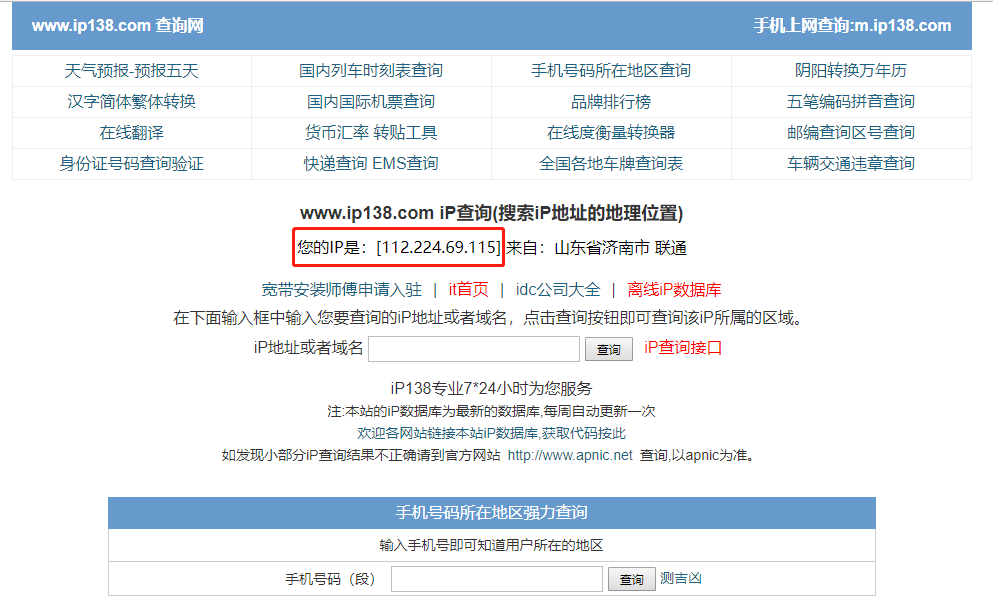 www.ip138.com 查询网 手机上网查询:m.ip138.com
天气预报-预报五天 国内列车时刻表查询 手机号码所在地区查询 阴阳转换万年历
汉字简体繁体转换 国内国际机票查询 品牌排行榜 五笔编码拼音查询
在线翻译 货币汇率 转贴工具 在线度衡量转换器 邮编查询区号查询
身份证号码查询验证 快递查询 EMS查询 全国各地车牌查询表 车辆交通违章查询
www.ip138.com iP查询(搜索iP地址的地理位置)
您的IP是：[112.224.69.115] 来自：山东省济南市 联通
宽带安装师傅申请入驻 | it首页 | idc公司大全 | 离线iP数据库
在下面输入框中输入您要查询的iP地址或者域名，点击查询按钮即可查询该iP所属的区域。
iP地址或者域名 查询 iP查询接口
iP138专业7*24小时为您服务
注:本站的iP数据库为最新的数据库,每周自动更新一次
欢迎各网站链接本站iP数据库,获取代码按此
如发现小部分iP查询结果不正确请到官方网站 http://www.apnic.net 查询,以apnic为准。
手机号码所在地区强力查询
输入手机号即可知道用户所在的地区
手机号码（段） 查询 测吉凶